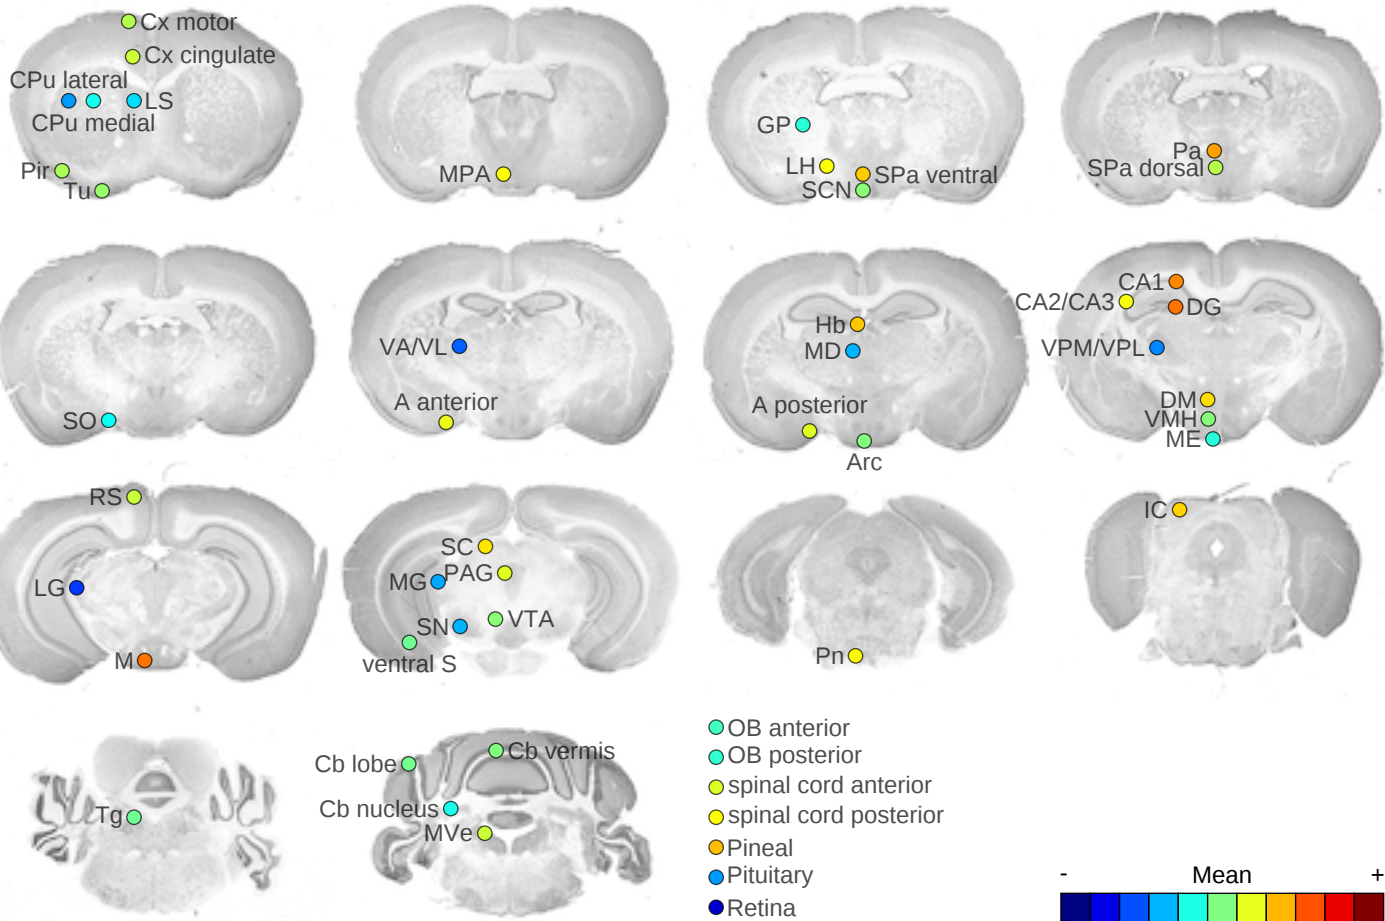 Cx motor
Cx cingulate
CPu lateral
LS
CPu medial
Pir
Tu
MPA
GP
LH
SPa ventral
SCN
Pa
SPa dorsal
SO
VA/VL
A anterior
Hb
MD
A posterior
Arc
CA1
CA2/CA3
DG
VPM/VPL
DM
VMH
ME
RS
LG
M
SC
PAG
MG
SN
VTA
ventral S
Pn
IC
Tg
Cb lobe
Cb vermis
Cb nucleus
MVe
OB anterior
OB posterior
spinal cord anterior
spinal cord posterior
Pineal
Pituitary
Retina
- Mean +